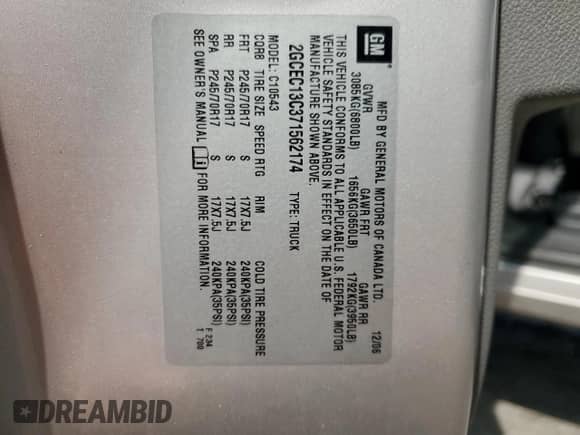 GM
MFD BY GENERAL MOTORS OF CANADA LTD. 12/06
GVWR GAWR FRT GAWR RR
3085KG(6800LB) 1656KG(3650LB) 1792KG(3950LB)
THIS VEHICLE CONFORMS TO ALL APPLICABLE U.S. FEDERAL MOTOR
VEHICLE SAFETY STANDARDS IN EFFECT ON THE DATE OF
MANUFACTURE SHOWN ABOVE.
2GCEC13C371562174 TYPE: TRUCK
MODEL: C10543
CORB TIRE SIZE SPEED RTG RIM COLD TIRE PRESSURE
FRT P245/70R17 S 17X7.5J 240KPA(35PSI)
RR P245/70R17 S 17X7.5J 240KPA(35PSI)
SPA P245/70R17 S 17X7.5J 240KPA(35PSI)
SEE OWNER'S MANUAL i FOR MORE INFORMATION.
F 234
T 700
DREAMBID